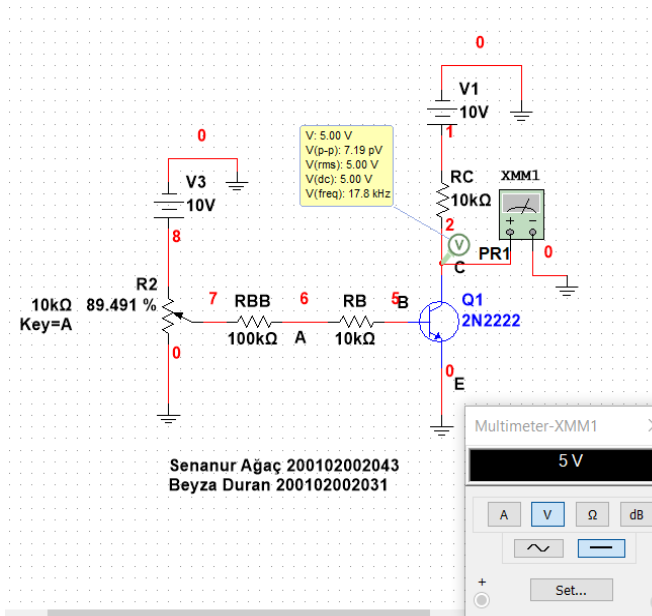 0
V1
10V
1
0
V3
10V
8
V: 5.00 V
V(p-p): 7.19 pV
V(rms): 5.00 V
V(dc): 5.00 V
V(freq): 17.8 kHz
RC
10kΩ
XMM1
2
V
PR1
0
C
R2
10kΩ 89.491 %
Key=A
7
RBB
100kΩ
6
A
RB
10kΩ
5
B
Q1
2N2222
0
0
E
Senanur Ağaç 200102002043
Beyza Duran 200102002031
Multimeter-XMM1
5 V
A
V
Ω
dB
+
Set...